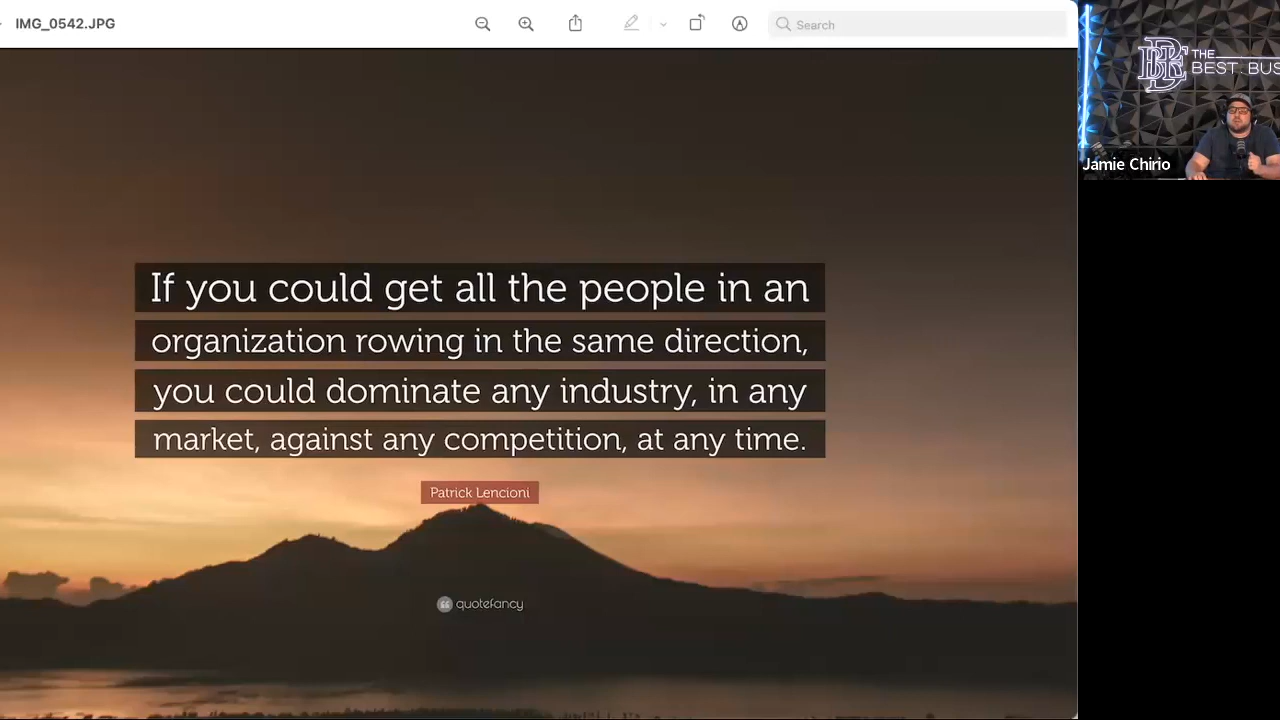 IMG_0542.JPG
Search
If you could get all the people in an
organization rowing in the same direction,
you could dominate any industry, in any
market, against any competition, at any time.
Patrick Lencioni
quotefancy
THE
BEST BUS
Jamie Chirio